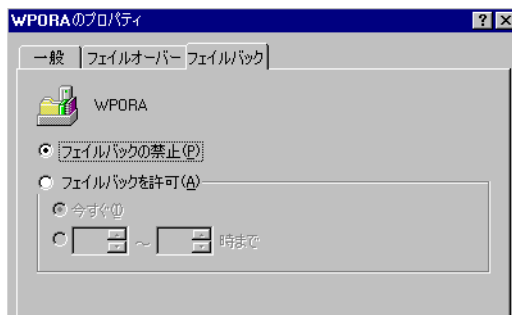 WPORAのプロパティ
一般 フェイルオーバー フェイルバック
WPORA
フェイルバックの禁止(P)
フェイルバックを許可(A)
今すぐ(I)
～ 時まで